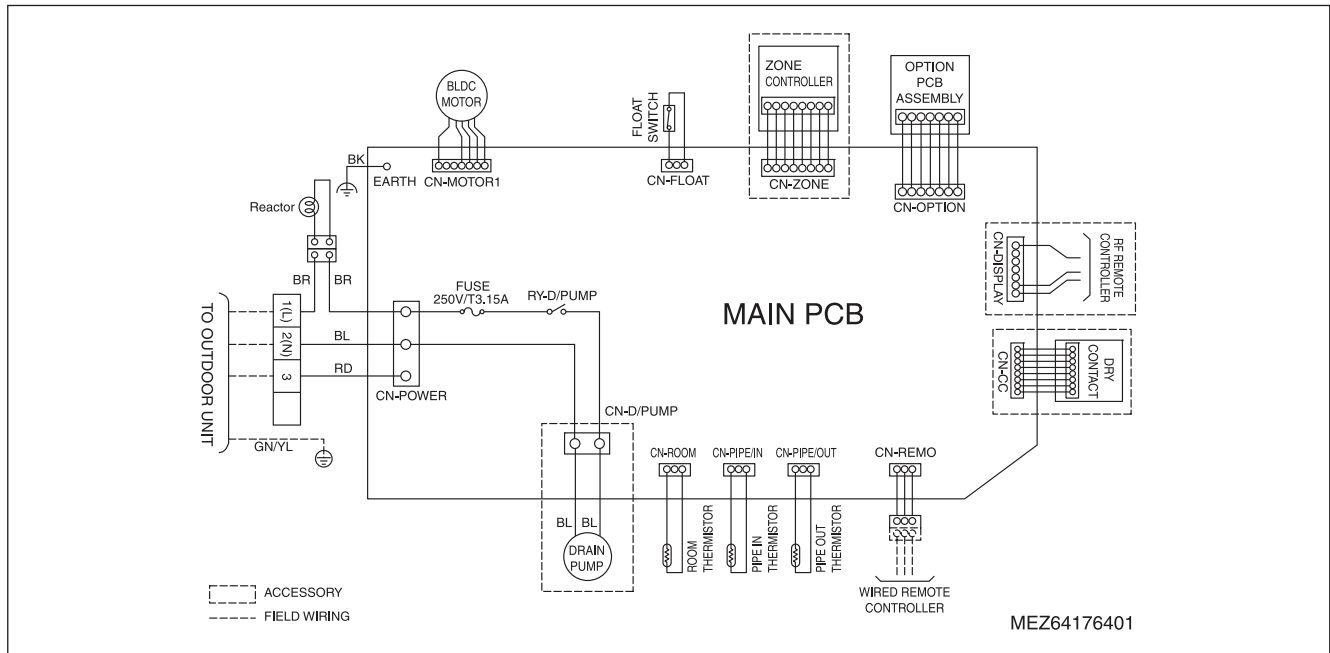 BLDC
MOTOR
CN-MOTOR1
BK
EARTH
Reactor
BR
BR
FLOAT
SWITCH
CN-FLOAT
ZONE
CONTROLLER
CN-ZONE
OPTION
PCB
ASSEMBLY
CN-OPTION
CN-DISPLAY
RF REMOTE
CONTROLLER
CN-CC
DRY
CONTACT
MAIN PCB
TO OUTDOOR UNIT
1(L)
2(N)
3
BL
RD
GN/YL
CN-POWER
FUSE
250V/T3.15A
RY-D/PUMP
CN-D/PUMP
BL
BL
DRAIN
PUMP
CN-ROOM
ROOM
THERMISTOR
CN-PIPE/IN
PIPE IN
THERMISTOR
CN-PIPE/OUT
PIPE OUT
THERMISTOR
CN-REMO
WIRED REMOTE
CONTROLLER
ACCESSORY
FIELD WIRING
MEZ64176401